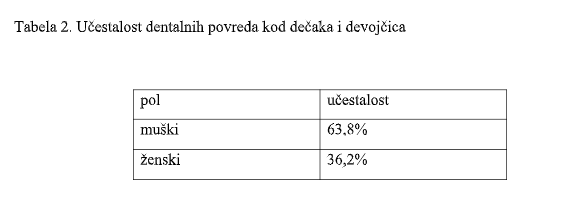 Tabela 2. Učestalost dentalnih povreda kod dečaka i devojčica
pol učestalost
muški 63,8%
ženski 36,2%